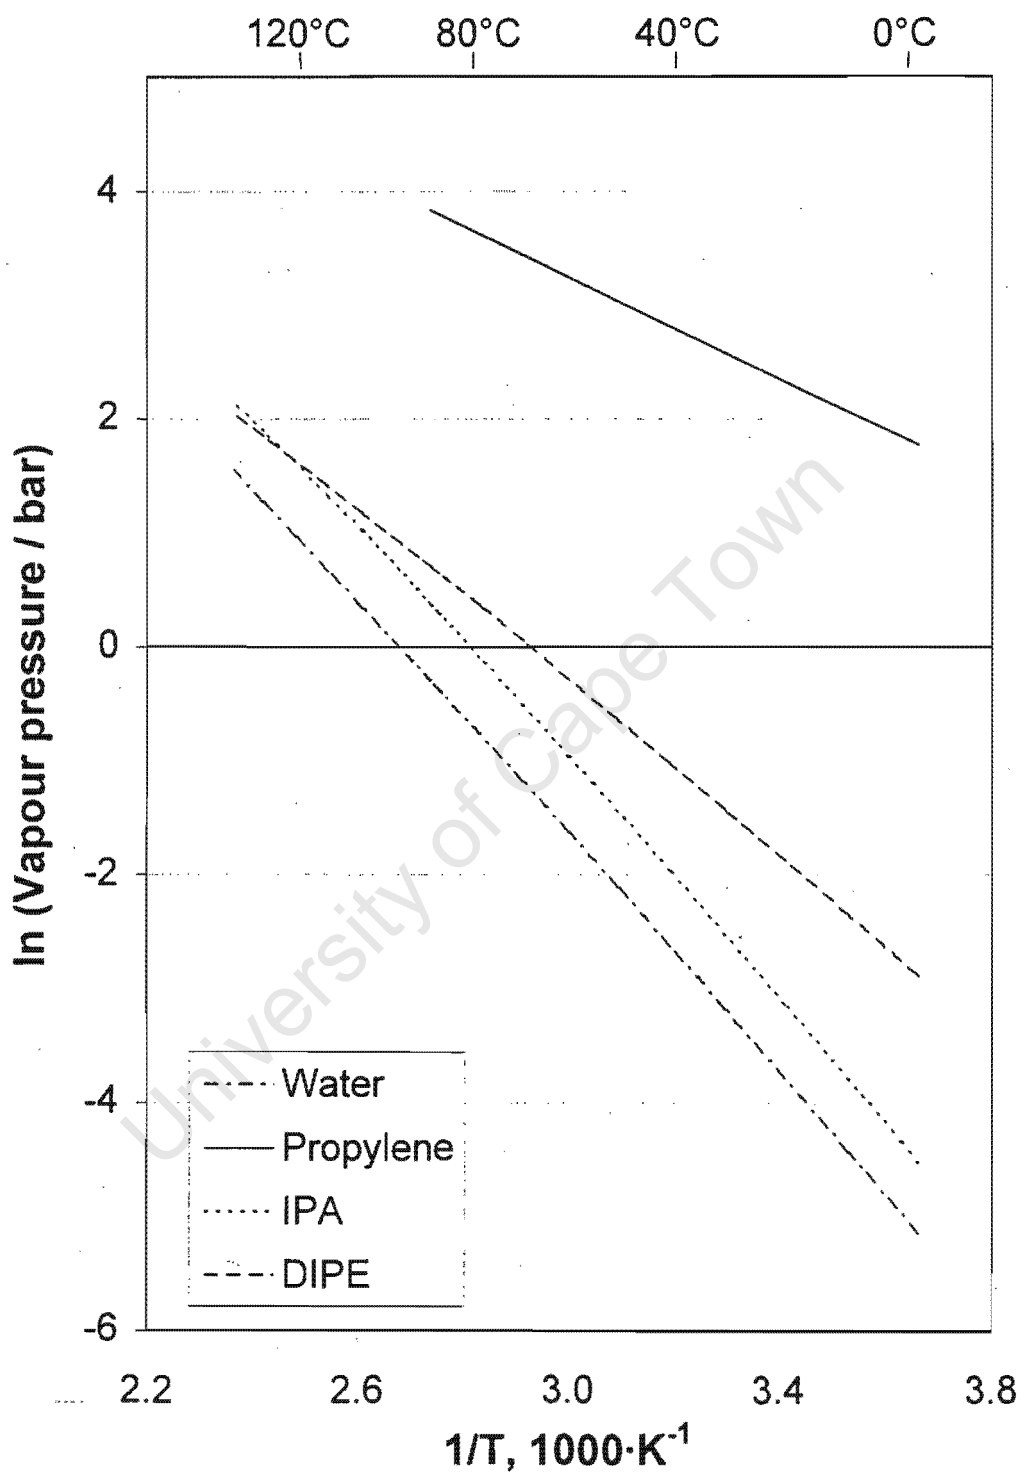 120°C 80°C 40°C 0°C
4
2
0
-2
-4
-6
ln (Vapour pressure / bar)
University of Cape Town
Water
Propylene
IPA
DIPE
2.2 2.6 3.0 3.4 3.8
1/T, 1000·K⁻¹